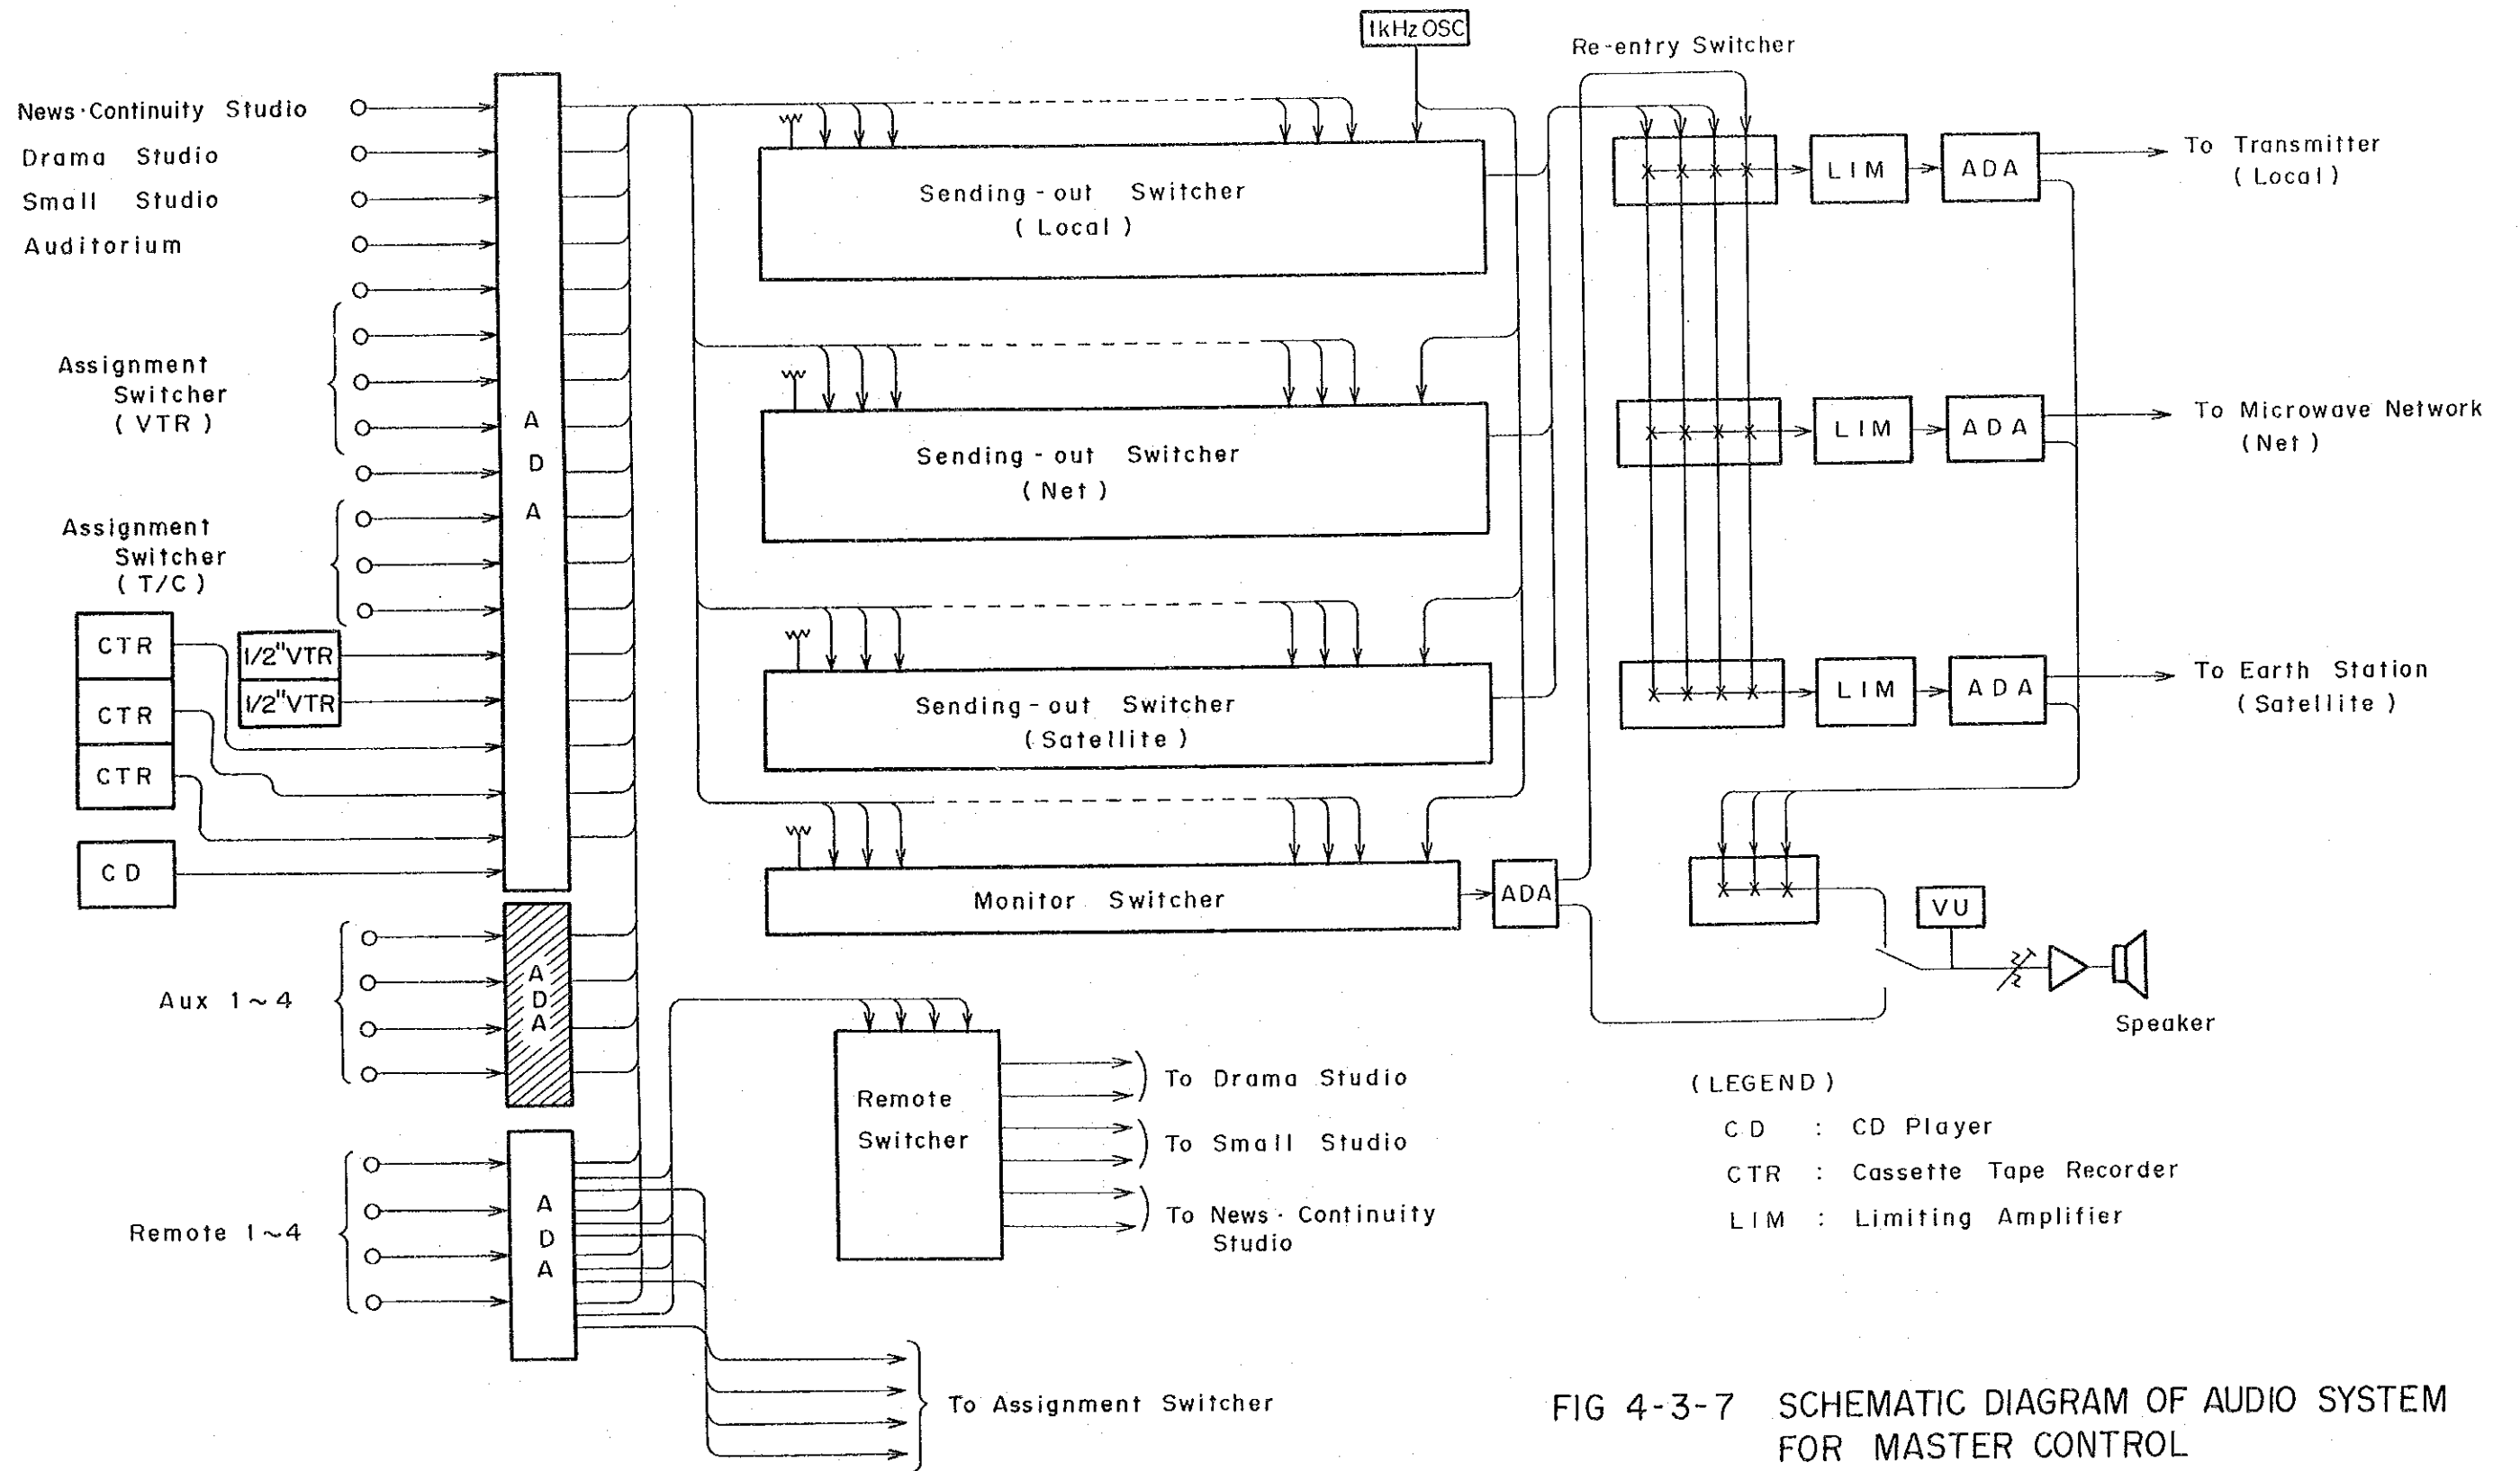 1kHz OSC
Re-entry Switcher
News·Continuity Studio
Drama Studio
Small Studio
Auditorium
Assignment
Switcher
(VTR)
Assignment
Switcher
(T/C)
CTR
CTR
CTR
1/2"VTR
1/2"VTR
CD
Aux 1~4
Remote 1~4
ADA
ADA
ADA
Sending-out Switcher
(Local)
Sending-out Switcher
(Net)
Sending-out Switcher
(Satellite)
Monitor Switcher
ADA
LIM
ADA
To Transmitter
(Local)
LIM
ADA
To Microwave Network
(Net)
LIM
ADA
To Earth Station
(Satellite)
VU
Speaker
Remote
Switcher
To Drama Studio
To Small Studio
To News·Continuity
Studio
To Assignment Switcher
(LEGEND)
CD : CD Player
CTR : Cassette Tape Recorder
LIM : Limiting Amplifier
FIG 4-3-7 SCHEMATIC DIAGRAM OF AUDIO SYSTEM
FOR MASTER CONTROL